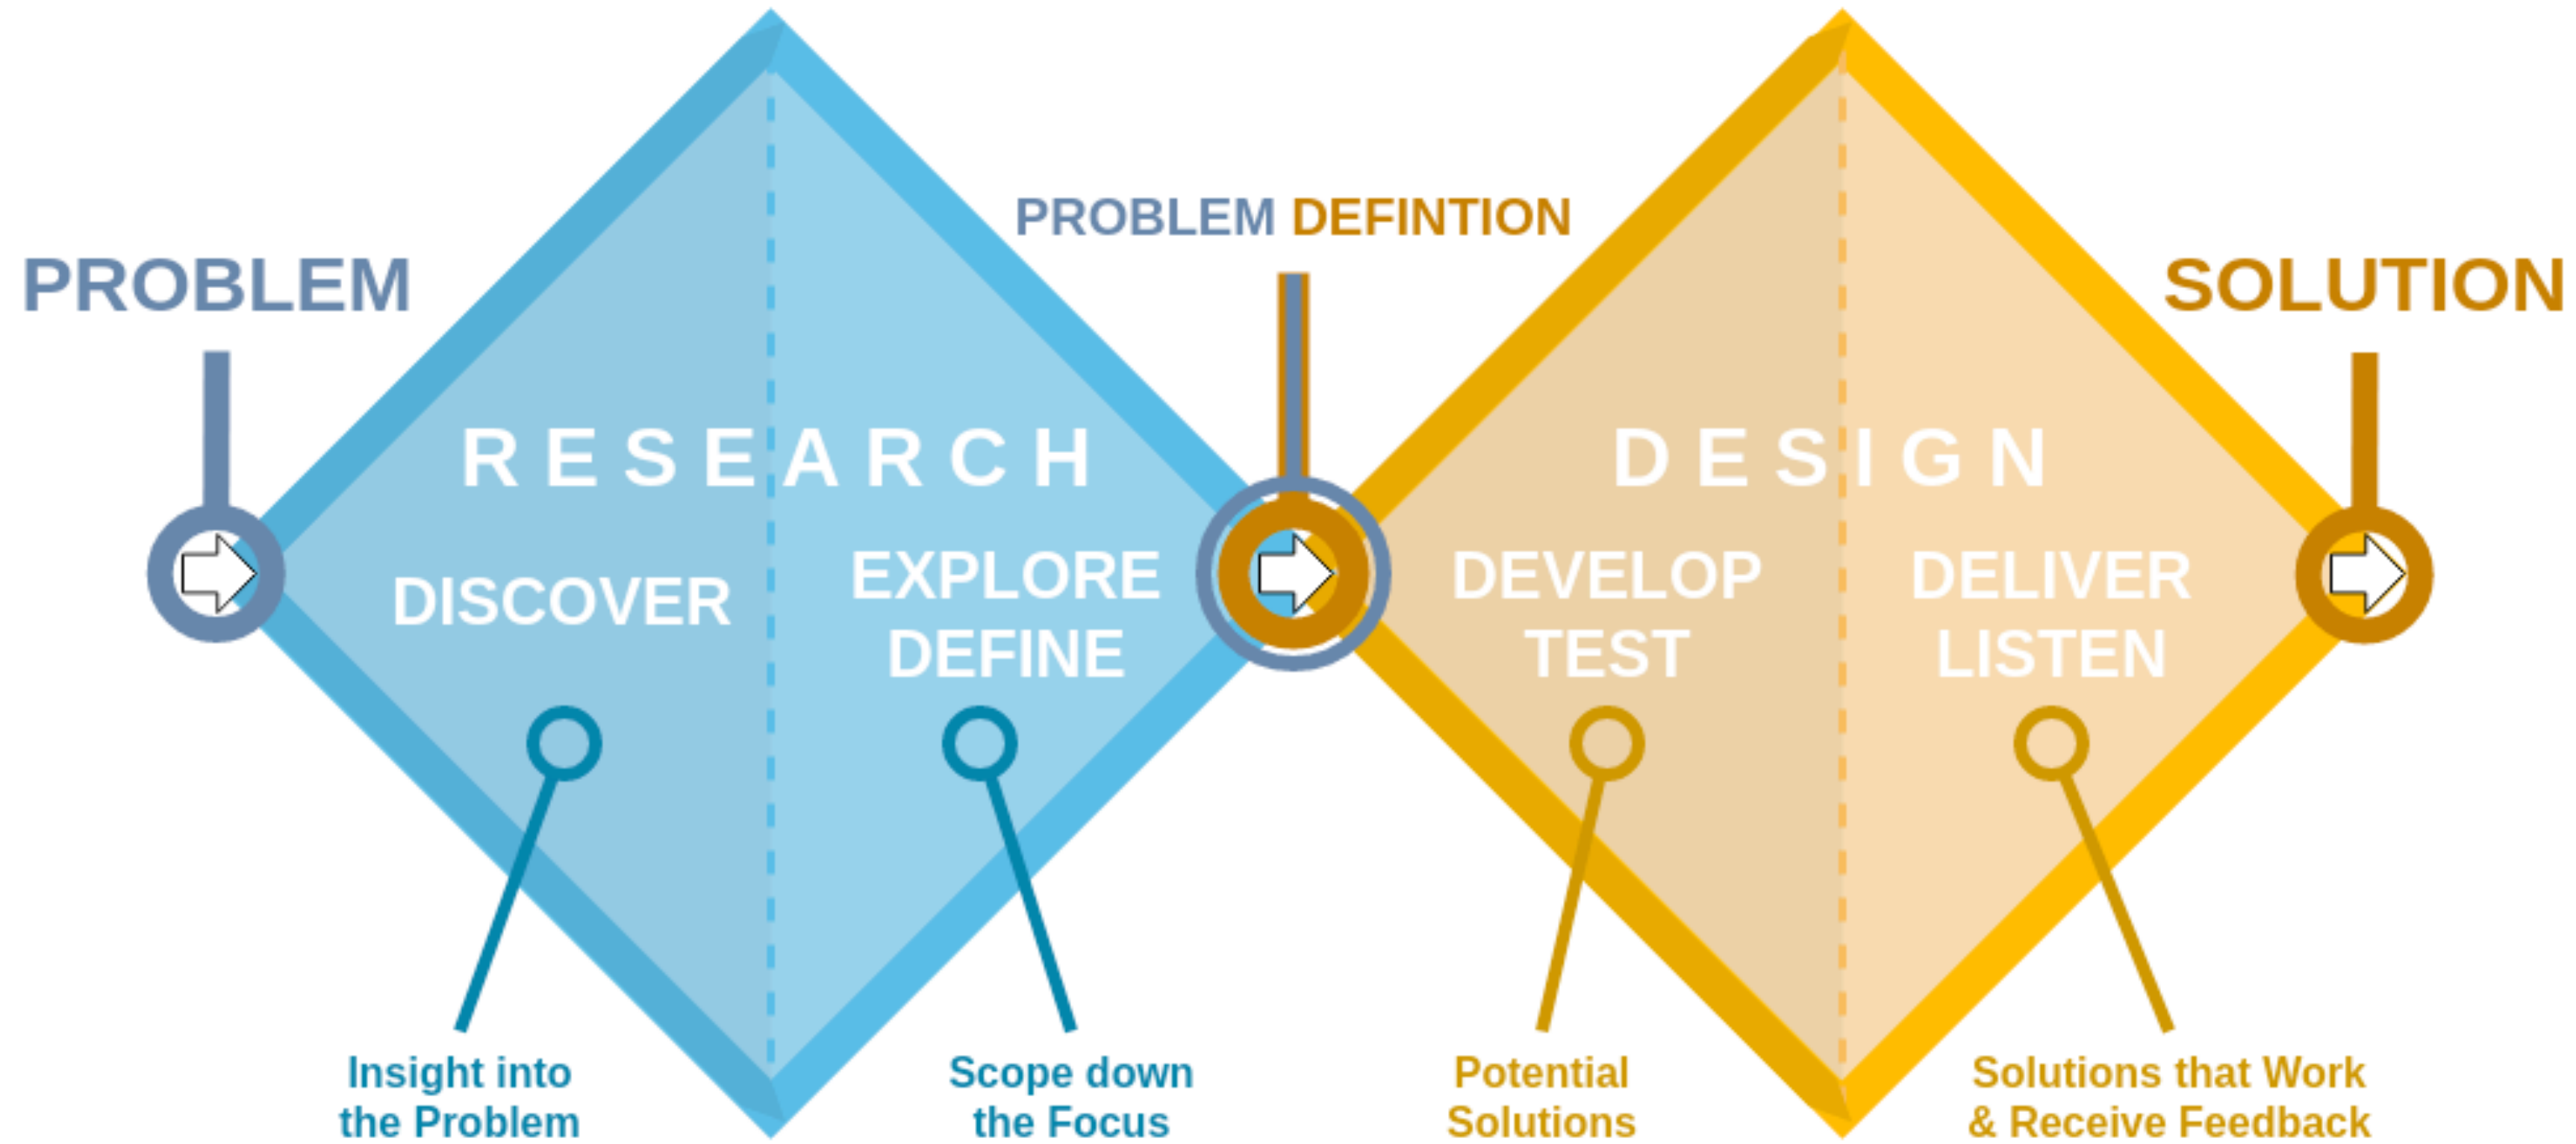 PROBLEM
PROBLEM DEFINTION
SOLUTION
RESEARCH
DISCOVER
EXPLORE
DEFINE
DESIGN
DEVELOP
TEST
DELIVER
LISTEN
Insight into
the Problem
Scope down
the Focus
Potential
Solutions
Solutions that Work
& Receive Feedback